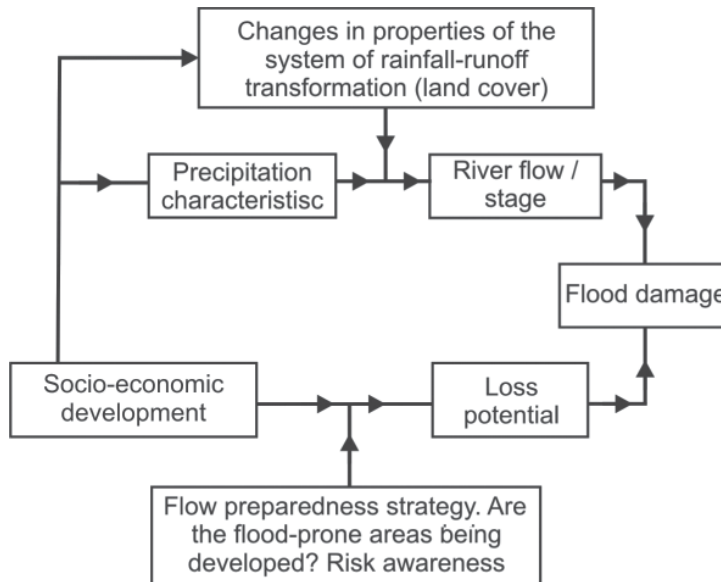 Changes in properties of the
system of rainfall-runoff
transformation (land cover)
Precipitation
characteristisc
River flow /
stage
Flood damage
Socio-economic
development
Loss
potential
Flow preparedness strategy. Are
the flood-prone areas being
developed? Risk awareness